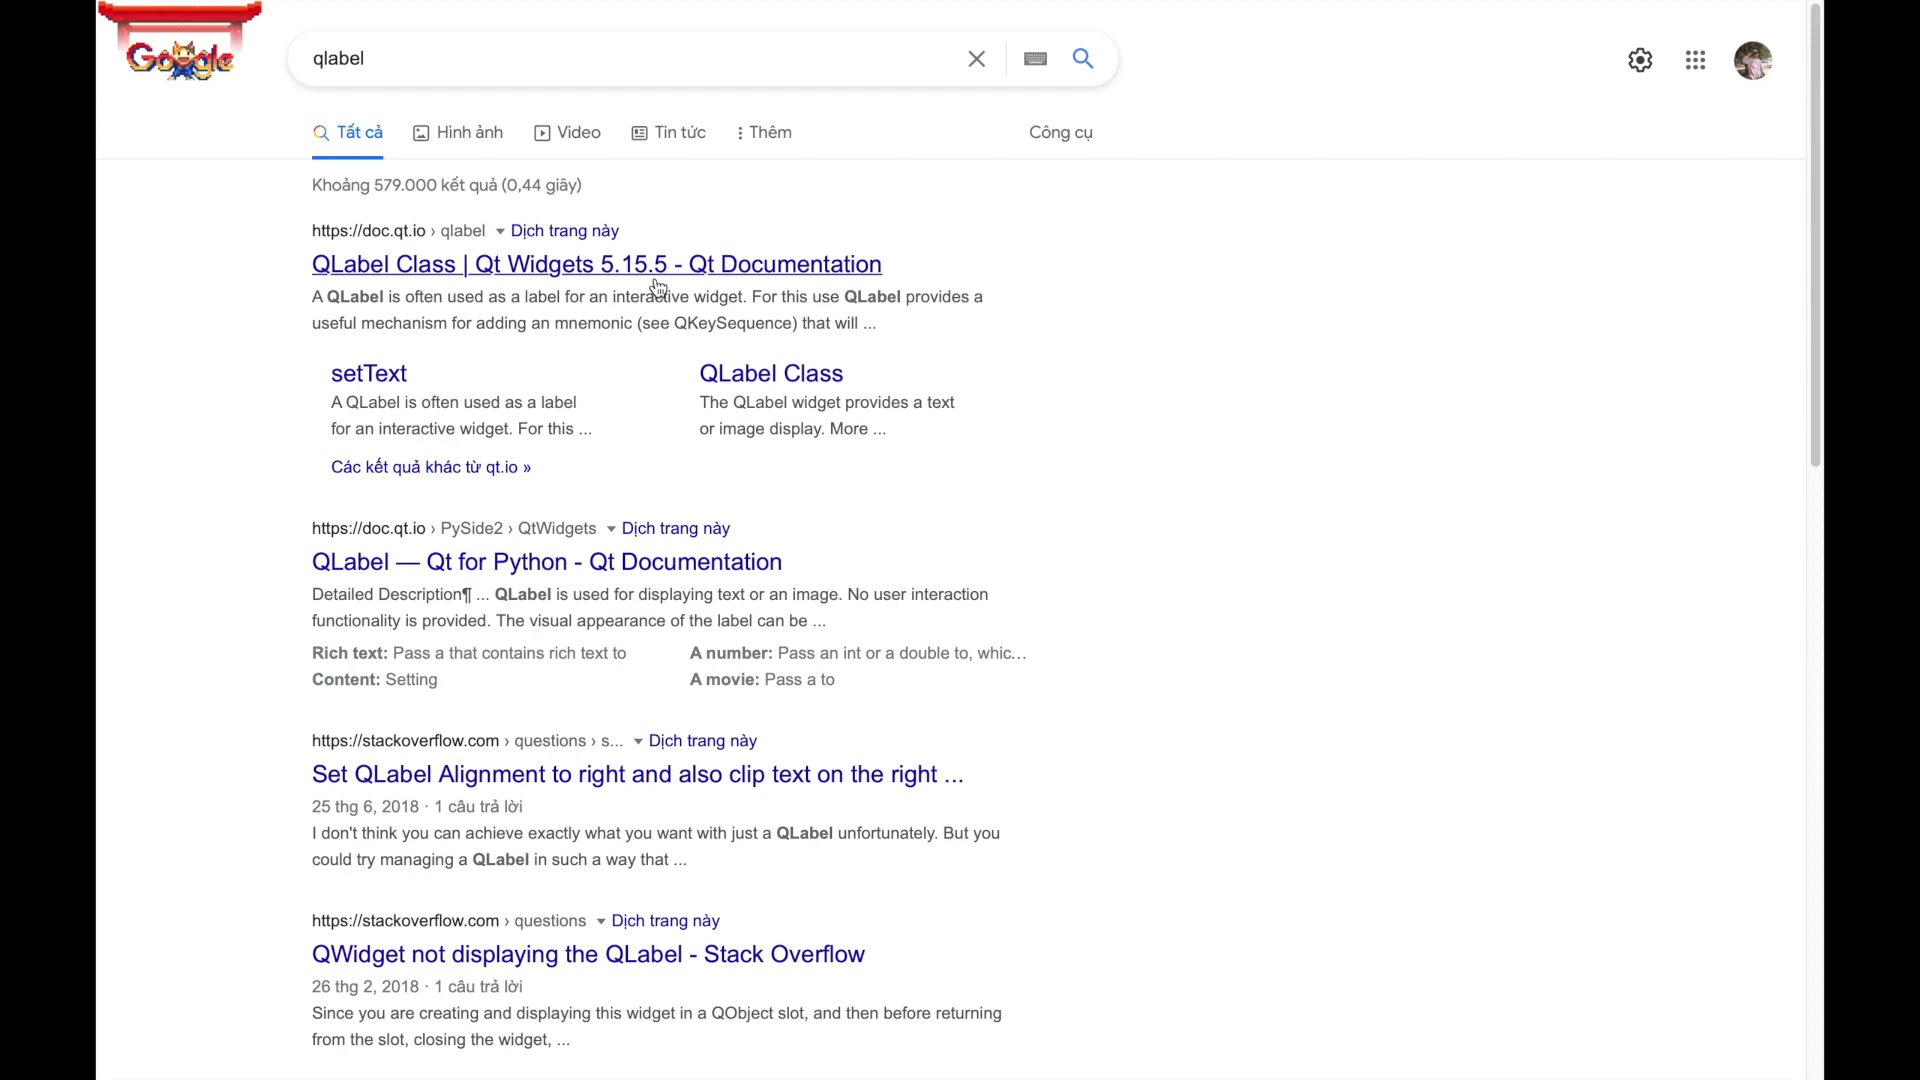 Google
qlabel
Tất cả
Hình ảnh
Video
Tin tức
Thêm
Công cụ
Khoảng 579.000 kết quả (0,44 giây)
https://doc.qt.io › qlabel Dịch trang này
QLabel Class | Qt Widgets 5.15.5 - Qt Documentation
A QLabel is often used as a label for an interactive widget. For this use QLabel provides a
useful mechanism for adding an mnemonic (see QKeySequence) that will ...
setText
A QLabel is often used as a label
for an interactive widget. For this ...
QLabel Class
The QLabel widget provides a text
or image display. More ...
Các kết quả khác từ qt.io »
https://doc.qt.io › PySide2 › QtWidgets Dịch trang này
QLabel — Qt for Python - Qt Documentation
Detailed Description¶ ... QLabel is used for displaying text or an image. No user interaction
functionality is provided. The visual appearance of the label can be ...
Rich text: Pass a that contains rich text to
A number: Pass an int or a double to, whic...
Content: Setting
A movie: Pass a to
https://stackoverflow.com › questions › s... Dịch trang này
Set QLabel Alignment to right and also clip text on the right ...
25 thg 6, 2018 · 1 câu trả lời
I don't think you can achieve exactly what you want with just a QLabel unfortunately. But you
could try managing a QLabel in such a way that ...
https://stackoverflow.com › questions Dịch trang này
QWidget not displaying the QLabel - Stack Overflow
26 thg 2, 2018 · 1 câu trả lời
Since you are creating and displaying this widget in a QObject slot, and then before returning
from the slot, closing the widget, ...